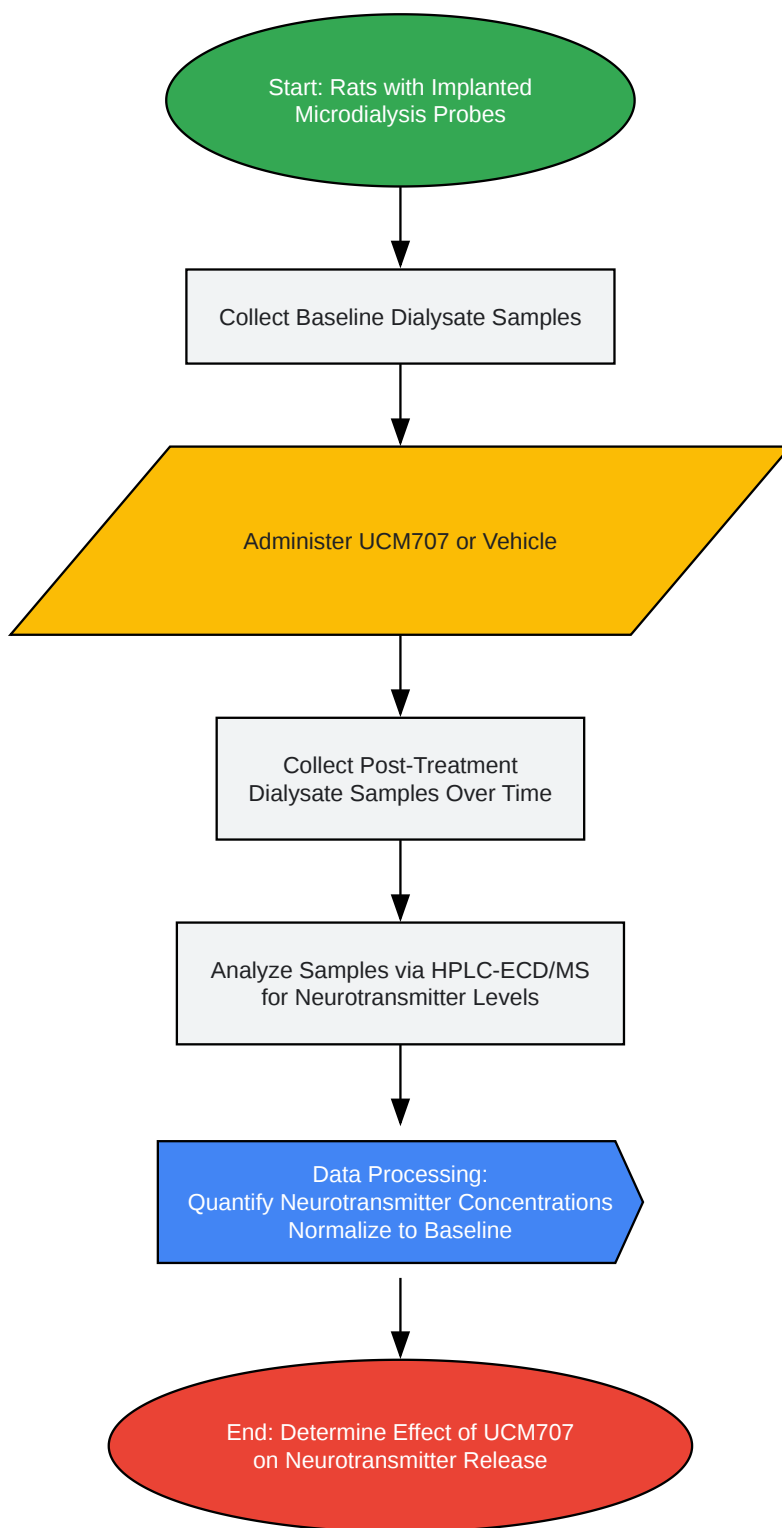 Start: Rats with Implanted
Microdialysis Probes
Collect Baseline Dialysate Samples
Administer UCM707 or Vehicle
Collect Post-Treatment
Dialysate Samples Over Time
Analyze Samples via HPLC-ECD/MS
for Neurotransmitter Levels
Data Processing:
Quantify Neurotransmitter Concentrations
Normalize to Baseline
End: Determine Effect of UCM707
on Neurotransmitter Release